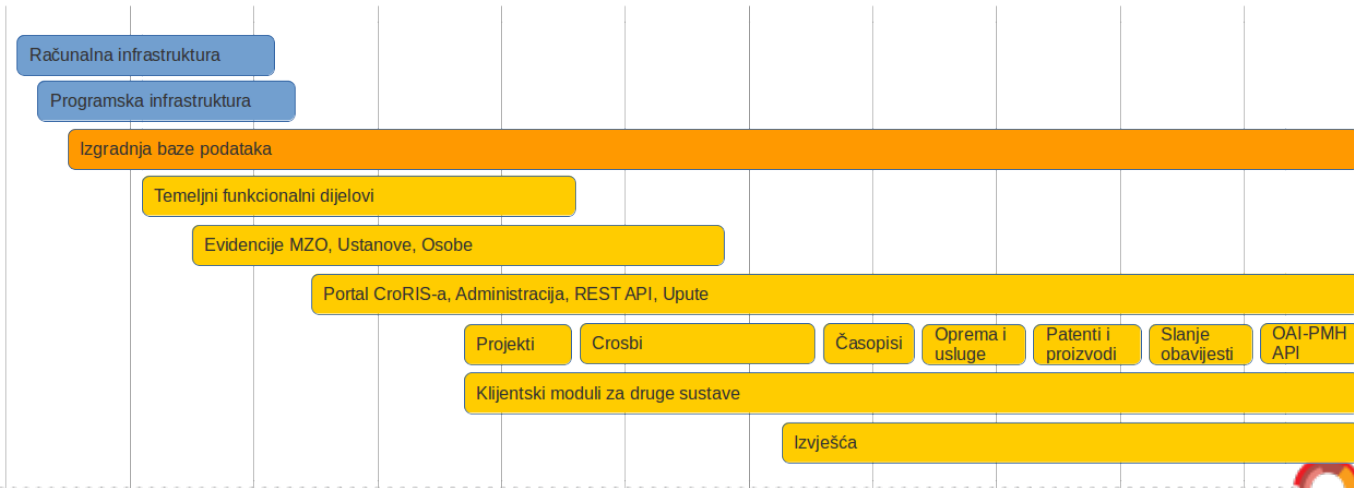 Računalna infrastruktura
Programska infrastruktura
Izgradnja baze podataka
Temeljni funkcionalni dijelovi
Evidencije MZO, Ustanove, Osobe
Portal CroRIS-a, Administracija, REST API, Upute
Projekti
Crosbi
Časopisi
Oprema i
usluge
Patenti i
proizvodi
Slanje
obavijesti
OAI-PMH
API
Klijentski moduli za druge sustave
Izvješća